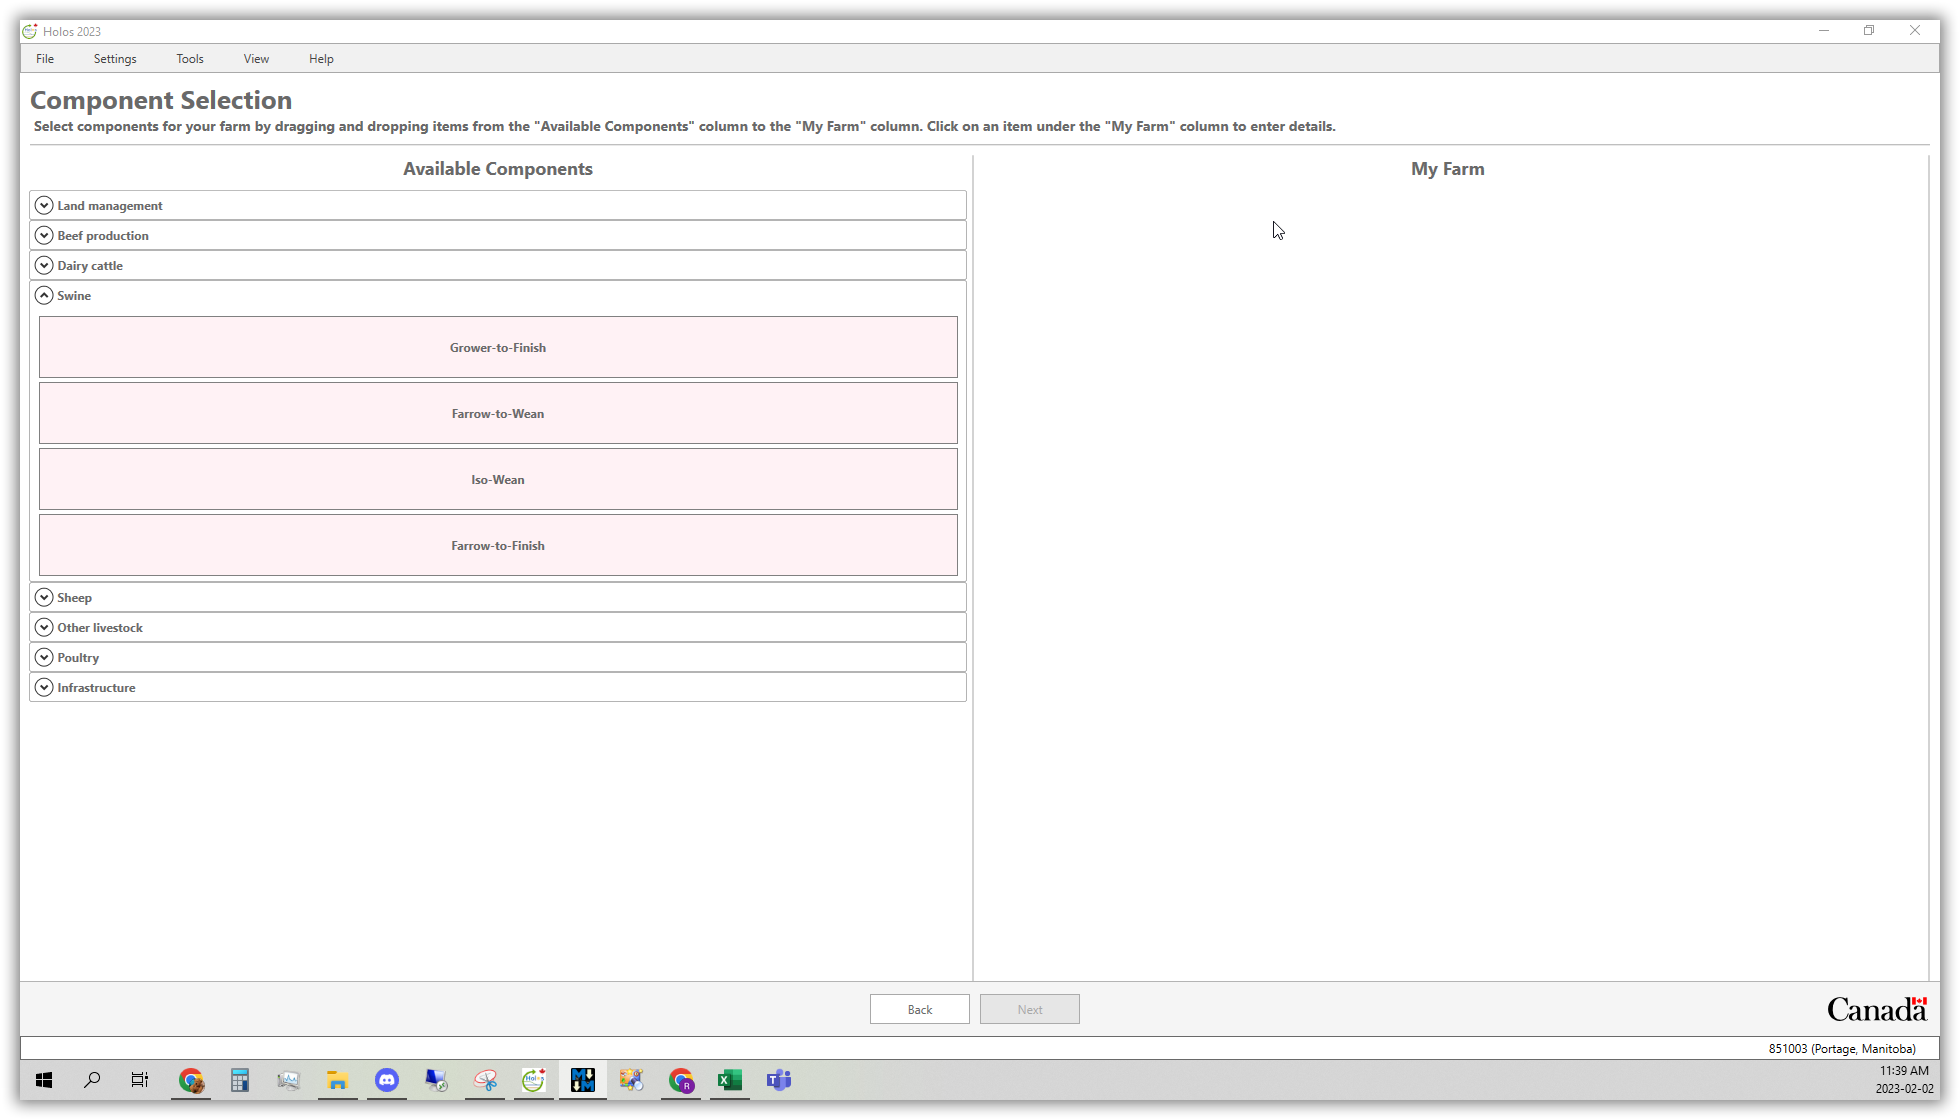 Holos 2023
File Settings Tools View Help
Component Selection
Select components for your farm by dragging and dropping items from the "Available Components" column to the "My Farm" column. Click on an item under the "My Farm" column to enter details.
Available Components
My Farm
Land management
Beef production
Dairy cattle
Swine
Grower-to-Finish
Farrow-to-Wean
Iso-Wean
Farrow-to-Finish
Sheep
Other livestock
Poultry
Infrastructure
Back Next
Canada
851003 (Portage, Manitoba)
11:39 AM
2023-02-02